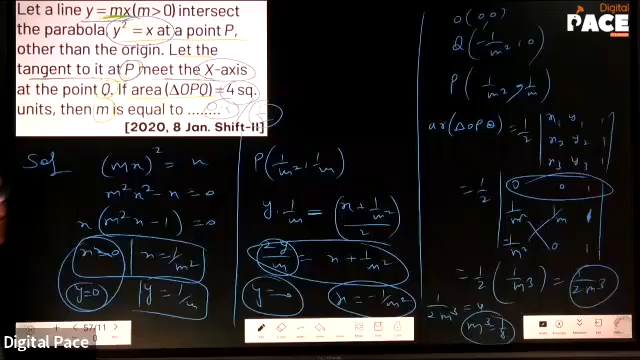 Let a line y = mx(m>0) intersect
the parabola y² = x at a point P,
other than the origin. Let the
tangent to it at P meet the X-axis
at the point Q. If area (ΔOPQ) = 4 sq.
units, then m is equal to ........
[2020, 8 Jan. Shift-II]
Sol
(mx)² = x
m²x² - x = 0
x(m²x - 1) = 0
x = 0 | x = 1/m²
y = 0 | y = 1/m
P(1/m², 1/m)
y · 1/m = (x + 1/m²)/2
2y/m = x + 1/m²
y = 0
x = -1/m²
O(0,0)
Q(-1/m², 0)
P(1/m², 1/m)
ar(ΔOPQ) = 1/2 | x₁ y₁ 1
x₂ y₂ 1
x₃ y₃ 1 |
= 1/2 | 0 0 1
1/m² 1/m 1
-1/m² 0 1 |
= 1/2 (1/m³) = 1/2m³
1/2m³ = 4
m³ = 1/8
Digital
PACE
57/11
Digital Pace